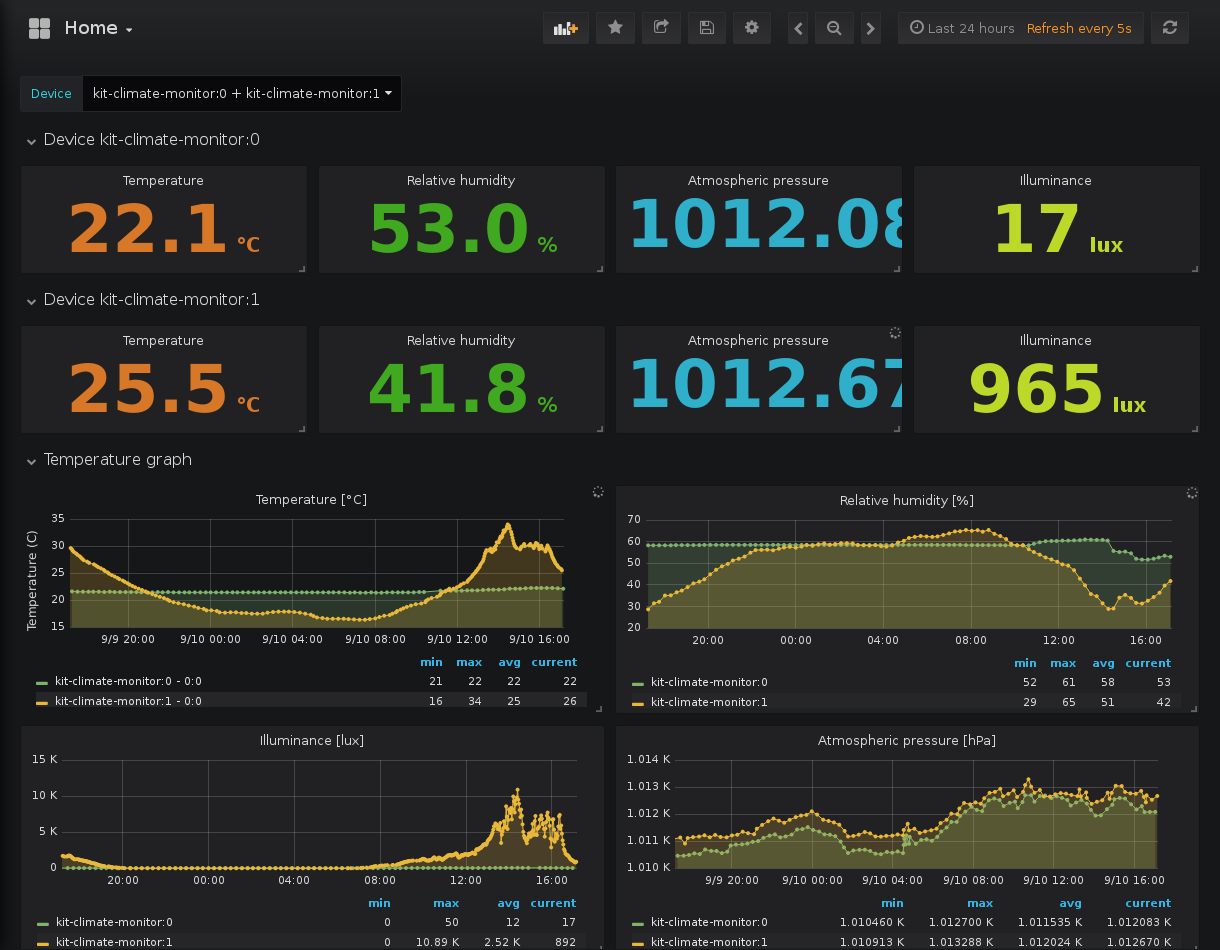 Home
Last 24 hours Refresh every 5s
Device kit-climate-monitor:0 + kit-climate-monitor:1
Device kit-climate-monitor:0
Temperature Relative humidity Atmospheric pressure Illuminance
22.1 °C 53.0 % 1012.08 17 lux
Device kit-climate-monitor:1
Temperature Relative humidity Atmospheric pressure Illuminance
25.5 °C 41.8 % 1012.67 965 lux
Temperature graph
Temperature [°C]
Temperature (C)
35
30
25
20
15
9/9 20:00 9/10 00:00 9/10 04:00 9/10 08:00 9/10 12:00 9/10 16:00
min max avg current
kit-climate-monitor:0 - 0:0 21 22 22 22
kit-climate-monitor:1 - 0:0 16 34 25 26
Relative humidity [%]
70
60
50
40
30
20
20:00 00:00 04:00 08:00 12:00 16:00
min max avg current
kit-climate-monitor:0 52 61 58 53
kit-climate-monitor:1 29 65 51 42
Illuminance [lux]
15 K
10 K
5 K
0
20:00 00:00 04:00 08:00 12:00 16:00
min max avg current
kit-climate-monitor:0 0 50 12 17
kit-climate-monitor:1 0 10.89 K 2.52 K 892
Atmospheric pressure [hPa]
1.014 K
1.013 K
1.012 K
1.011 K
1.010 K
9/9 20:00 9/10 00:00 9/10 04:00 9/10 08:00 9/10 12:00 9/10 16:00
min max avg current
kit-climate-monitor:0 1.010460 K 1.012700 K 1.011535 K 1.012083 K
kit-climate-monitor:1 1.010913 K 1.013288 K 1.012024 K 1.012670 K